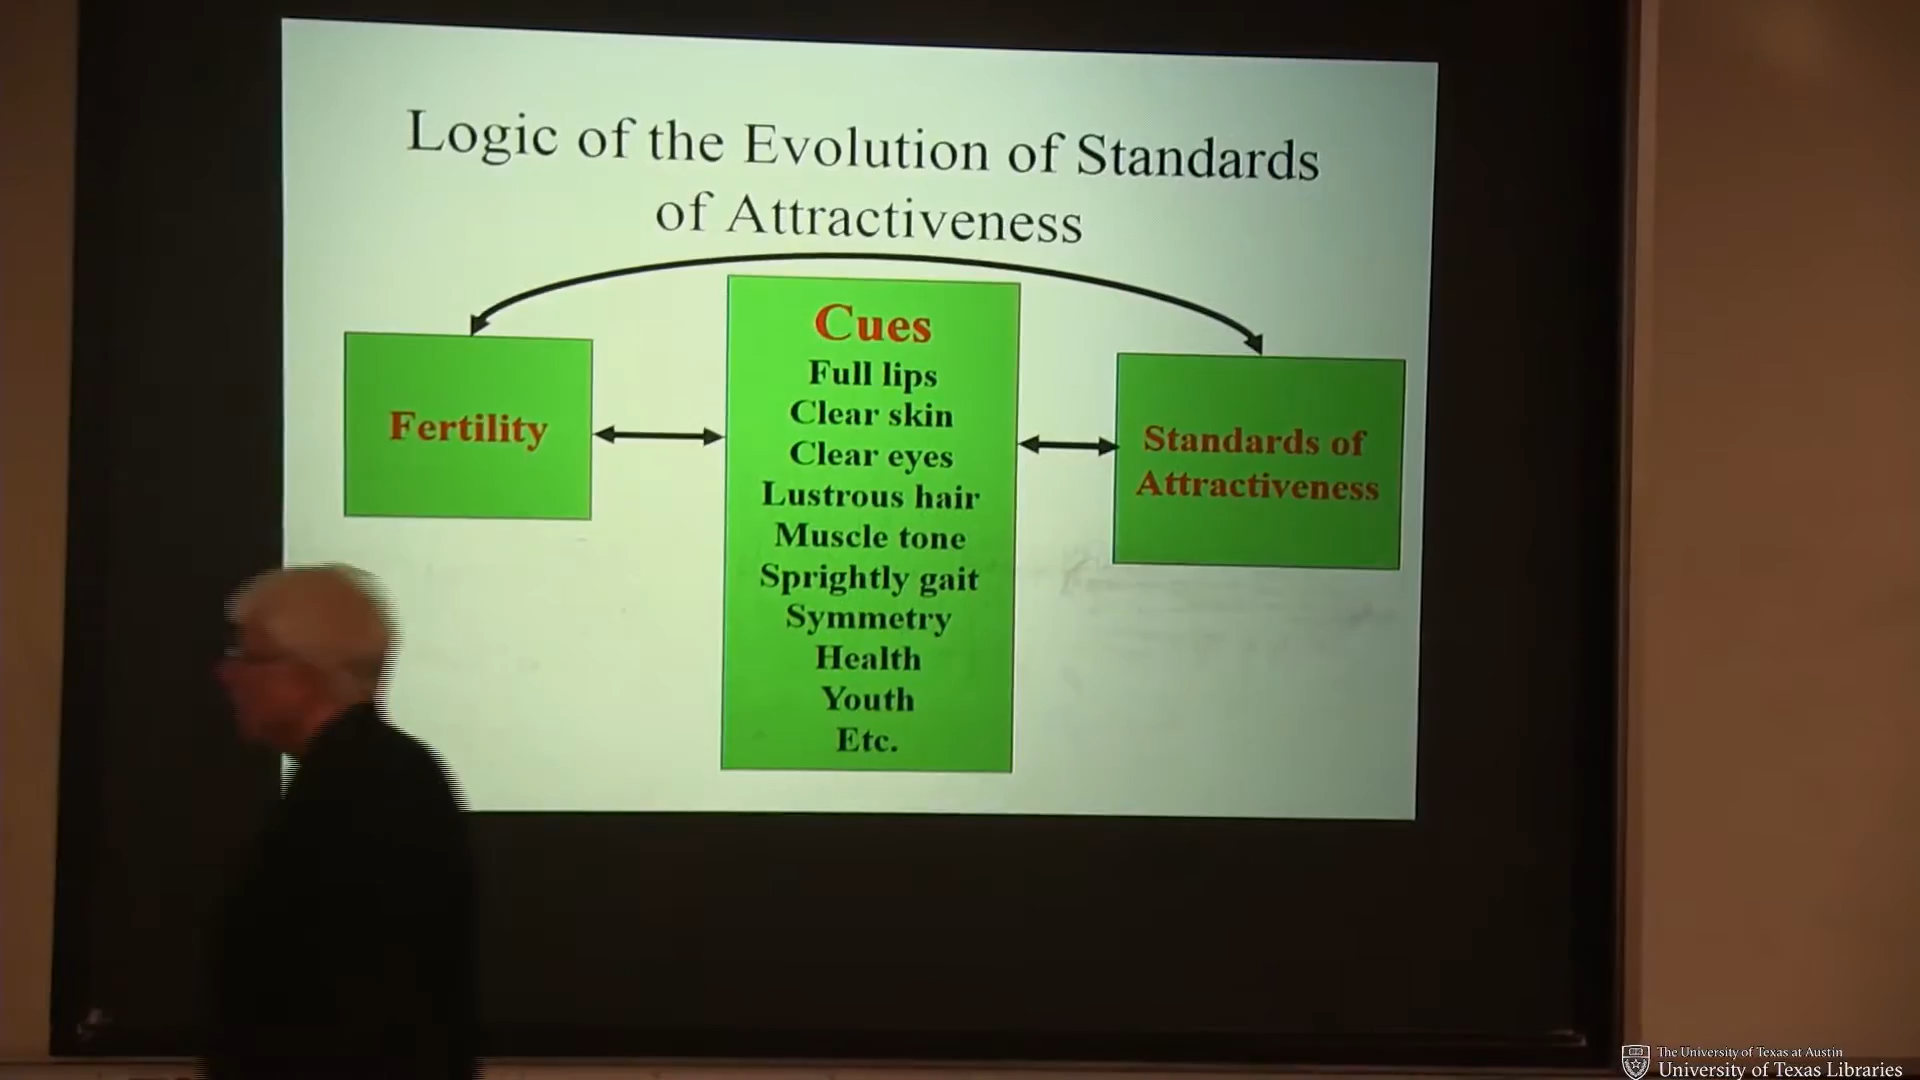 Logic of the Evolution of Standards
of Attractiveness
Fertility
Cues
Full lips
Clear skin
Clear eyes
Lustrous hair
Muscle tone
Sprightly gait
Symmetry
Health
Youth
Etc.
Standards of
Attractiveness
The University of Texas at Austin
University of Texas Libraries